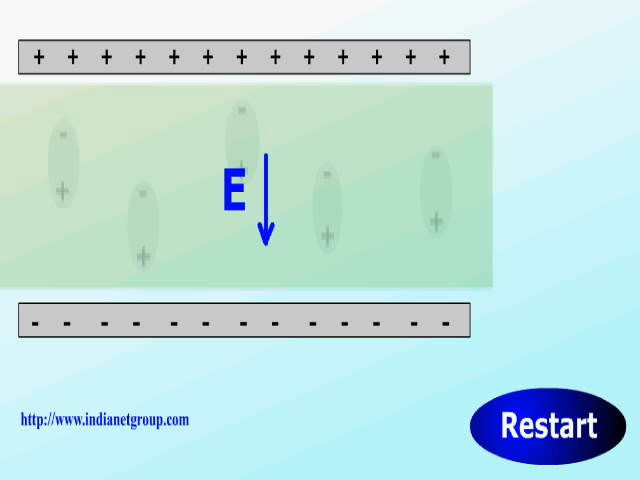 + + + + + + + + + + + + +
- - - - -
E
+ + + + +
- - - - - - - - - - - - -
http://www.indianetgroup.com
Restart